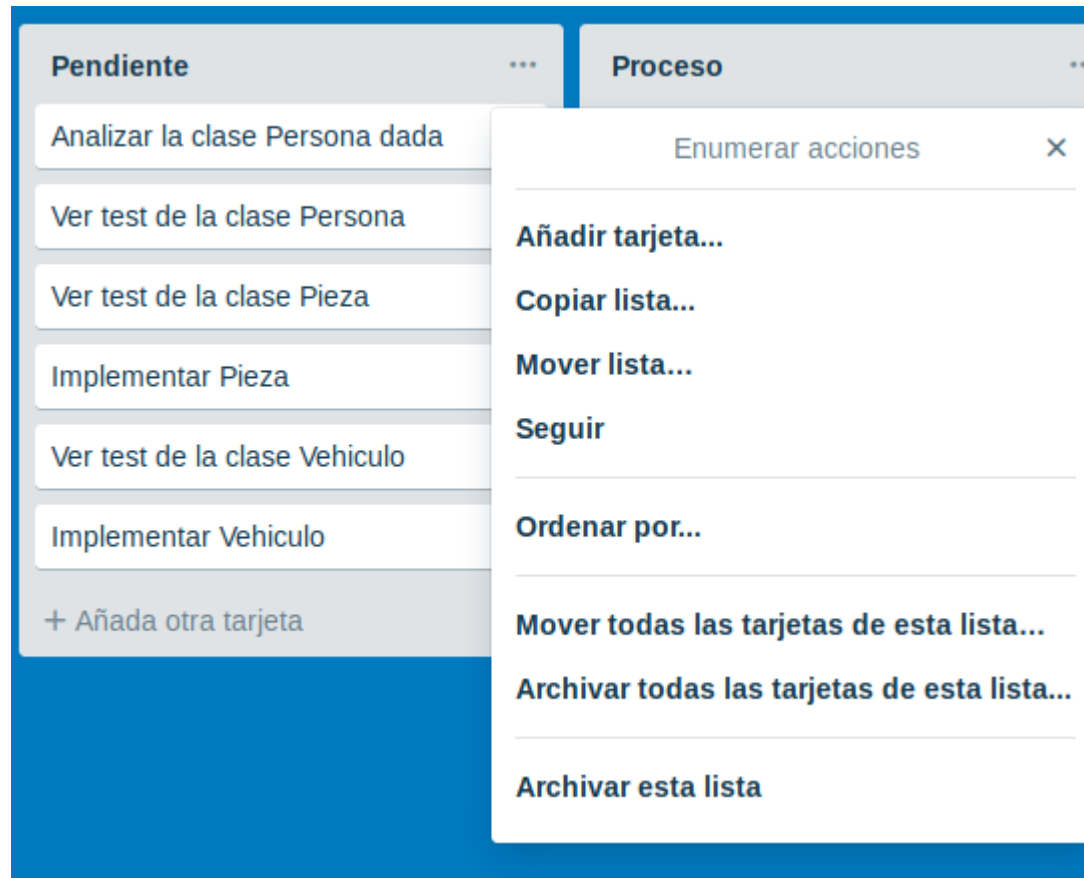 Pendiente
Analizar la clase Persona dada
Ver test de la clase Persona
Ver test de la clase Pieza
Implementar Pieza
Ver test de la clase Vehiculo
Implementar Vehiculo
+ Añada otra tarjeta
Proceso
Enumerar acciones
Añadir tarjeta...
Copiar lista...
Mover lista...
Seguir
Ordenar por...
Mover todas las tarjetas de esta lista...
Archivar todas las tarjetas de esta lista...
Archivar esta lista